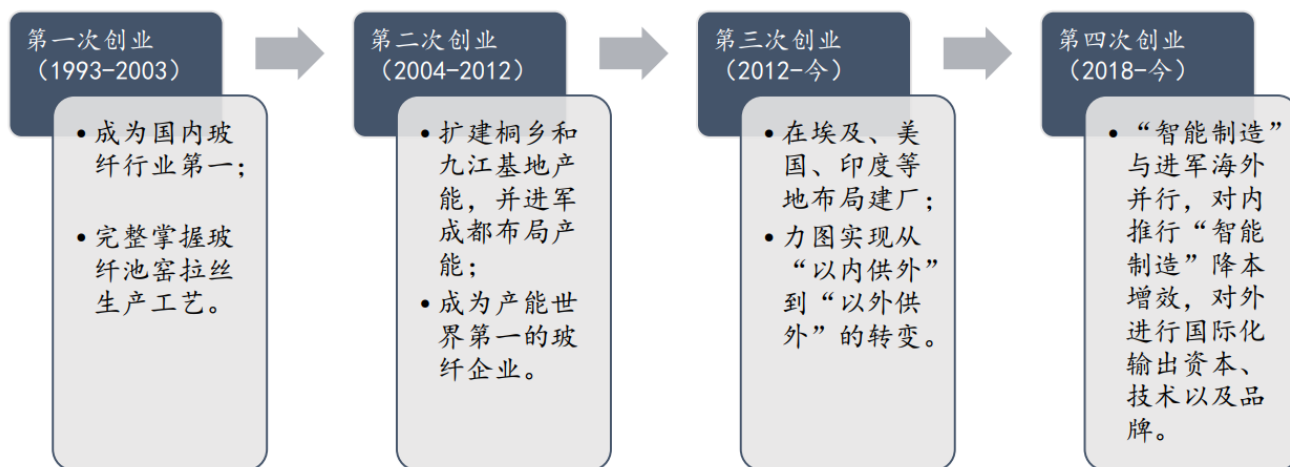 第一次创业
（1993-2003）
• 成为国内玻
纤行业第一；
• 完整掌握玻
纤池窑拉丝
生产工艺。
第二次创业
（2004-2012）
• 扩建桐乡和
九江基地产
能，并进军
成都布局产
能；
• 成为产能世
界第一的玻
纤企业。
第三次创业
（2012-今）
• 在埃及、美
国、印度等
地布局建厂；
• 力图实现从
“以内供外”
到“以外供
外”的转变。
第四次创业
（2018-今）
• “智能制造”
与进军海外
并行，对内
推行“智能
制造”降本
增效，对外
进行国际化
输出资本、
技术以及品
牌。